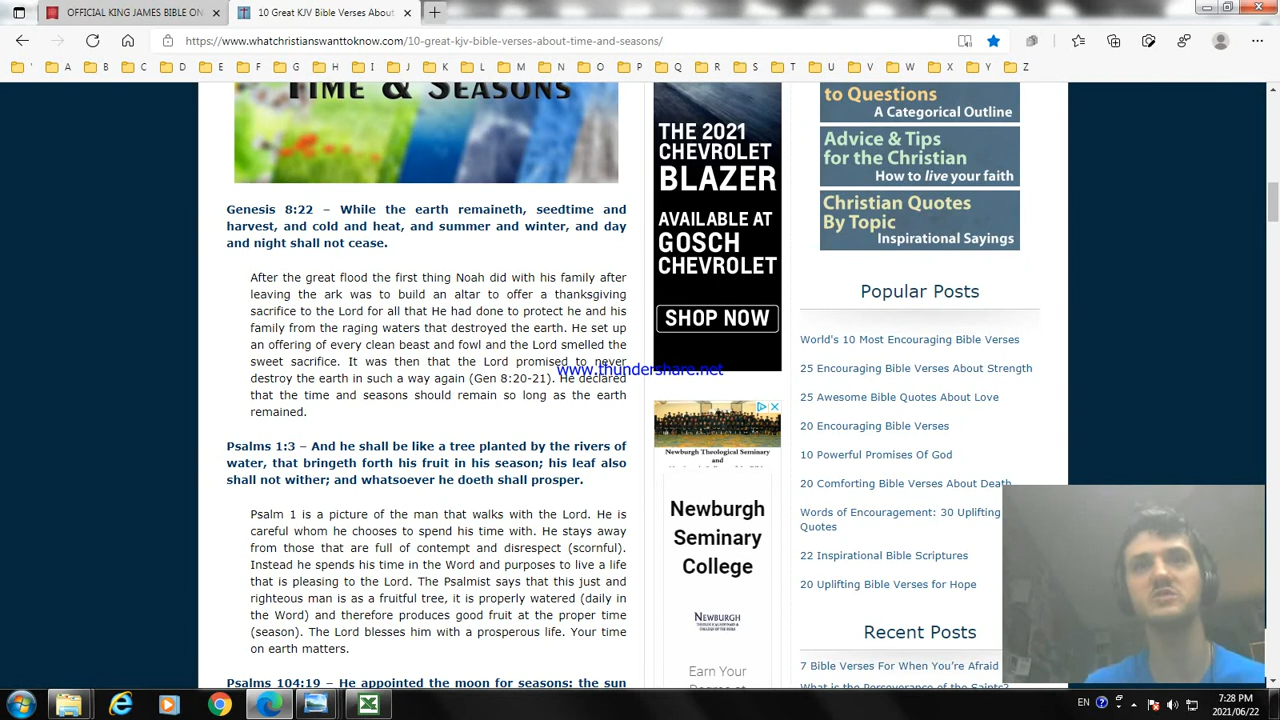 OFFICIAL KING JAMES BIBLE ON
10 Great KJV Bible Verses About
https://www.whatchristianswanttoknow.com/10-great-kjv-bible-verses-about-time-and-seasons/
' A B C D E F G H I J K L M N O P Q R S T U V W X Y Z
TIME & SEASONS
Genesis 8:22 – While the earth remaineth, seedtime and
harvest, and cold and heat, and summer and winter, and day
and night shall not cease.
After the great flood the first thing Noah did with his family after
leaving the ark was to build an altar to offer a thanksgiving
sacrifice to the Lord for all that He had done to protect he and his
family from the raging waters that destroyed the earth. He set up
an offering of every clean beast and fowl and the Lord smelled the
sweet sacrifice. It was then that the Lord promised to never
destroy the earth in such a way again (Gen 8:20-21). He declared
that the time and seasons should remain so long as the earth
remained.
Psalms 1:3 – And he shall be like a tree planted by the rivers of
water, that bringeth forth his fruit in his season; his leaf also
shall not wither; and whatsoever he doeth shall prosper.
Psalm 1 is a picture of the man that walks with the Lord. He is
careful whom he chooses to spend his time with. He stays away
from those that are full of contempt and disrespect (scornful).
Instead he spends his time in the Word and purposes to live a life
that is pleasing to the Lord. The Psalmist says that this just and
righteous man is as a fruitful tree, it is properly watered (daily in
the Word) and therefore produces good fruit at the proper time
(season). The Lord blesses him with a prosperous life. Your time
on earth matters.
Psalms 104:19 – He appointed the moon for seasons: the sun
www.thundershare.net
THE 2021
CHEVROLET
BLAZER
AVAILABLE AT
GOSCH
CHEVROLET
SHOP NOW
Newburgh Theological Seminary
and
Newburgh
Seminary
College
NEWBURGH
Earn Your
to Questions
A Categorical Outline
Advice & Tips
for the Christian
How to live your faith
Christian Quotes
By Topic
Inspirational Sayings
Popular Posts
World's 10 Most Encouraging Bible Verses
25 Encouraging Bible Verses About Strength
25 Awesome Bible Quotes About Love
20 Encouraging Bible Verses
10 Powerful Promises Of God
20 Comforting Bible Verses About Death
Words of Encouragement: 30 Uplifting
Quotes
22 Inspirational Bible Scriptures
20 Uplifting Bible Verses for Hope
Recent Posts
7 Bible Verses For When You're Afraid
What is the Perseverance of the Saints?
EN
7:28 PM
2021/06/22